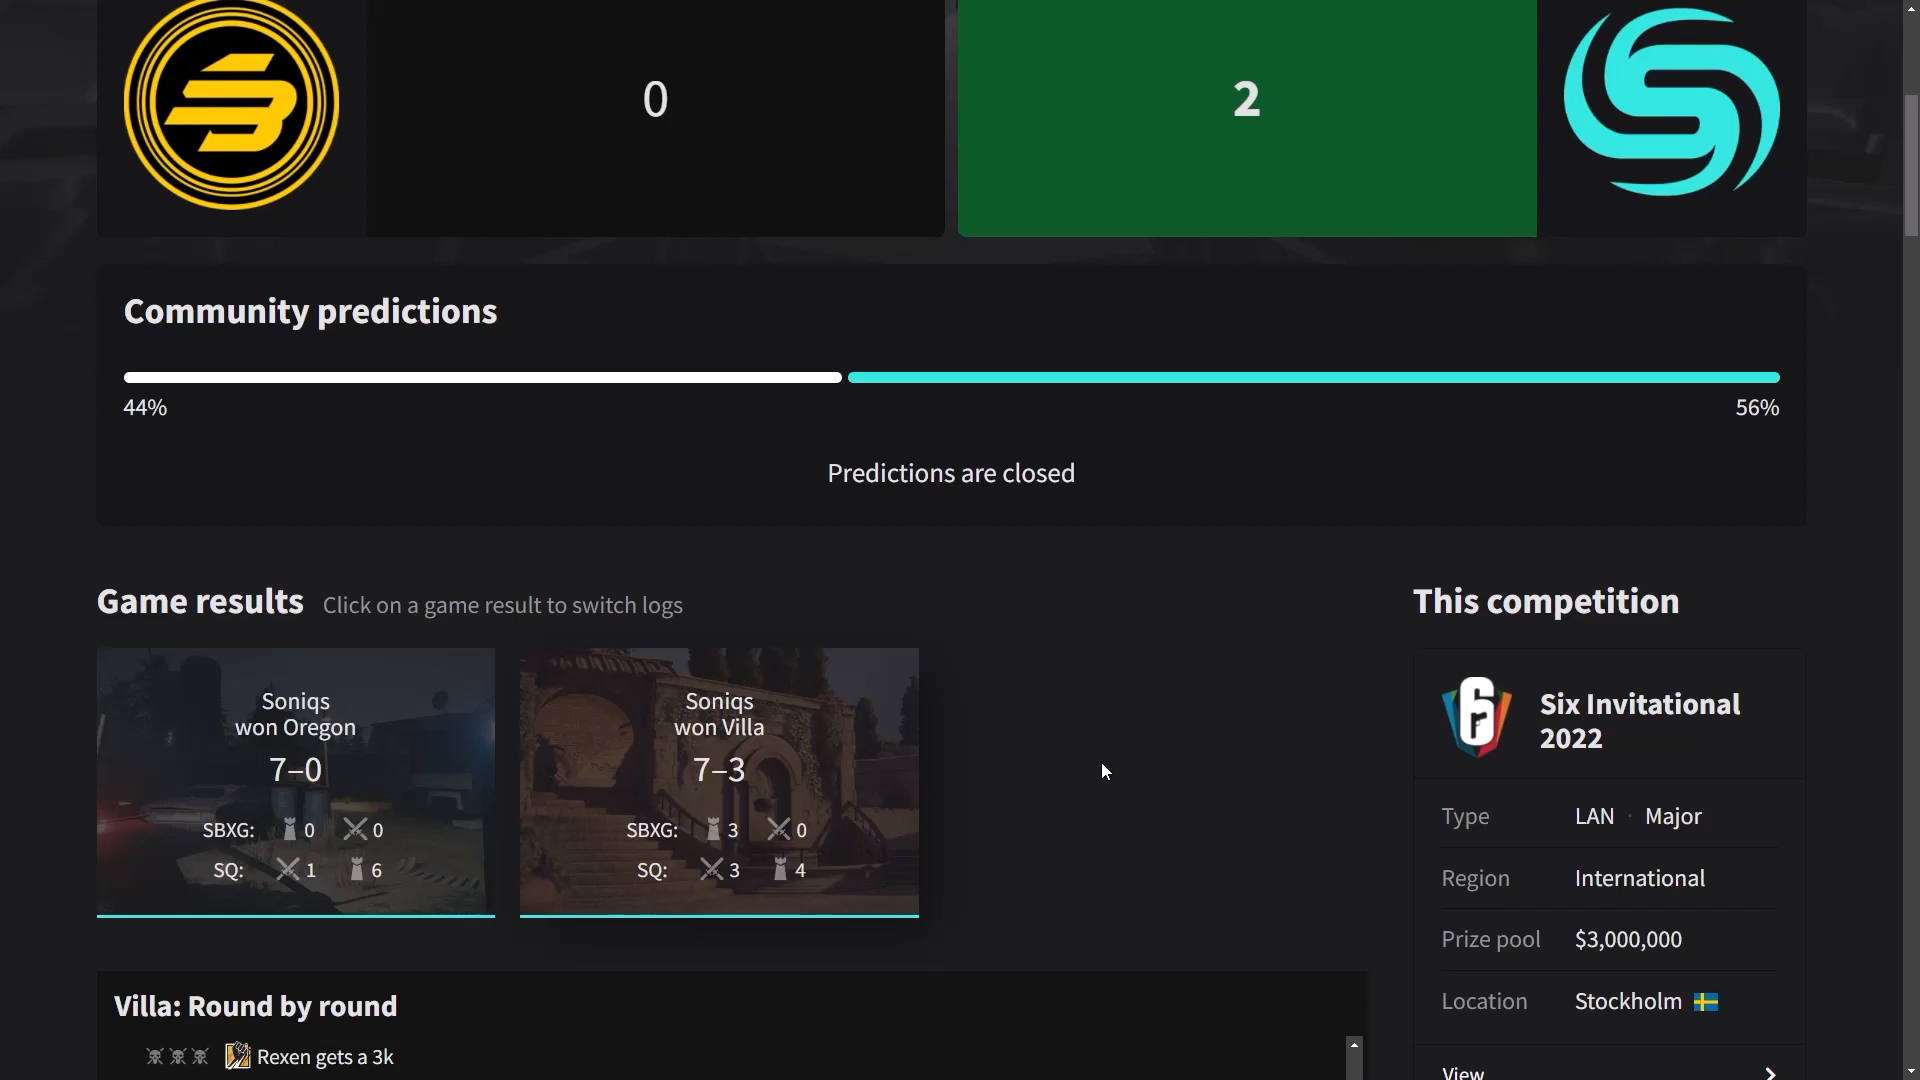 0
2
Community predictions
44%
56%
Predictions are closed
Game results Click on a game result to switch logs
Soniqs
won Oregon
7–0
SBXG: 0 0
SQ: 1 6
Soniqs
won Villa
7–3
SBXG: 3 0
SQ: 3 4
Villa: Round by round
Rexen gets a 3k
This competition
Six Invitational
2022
Type LAN · Major
Region International
Prize pool $3,000,000
Location Stockholm
View